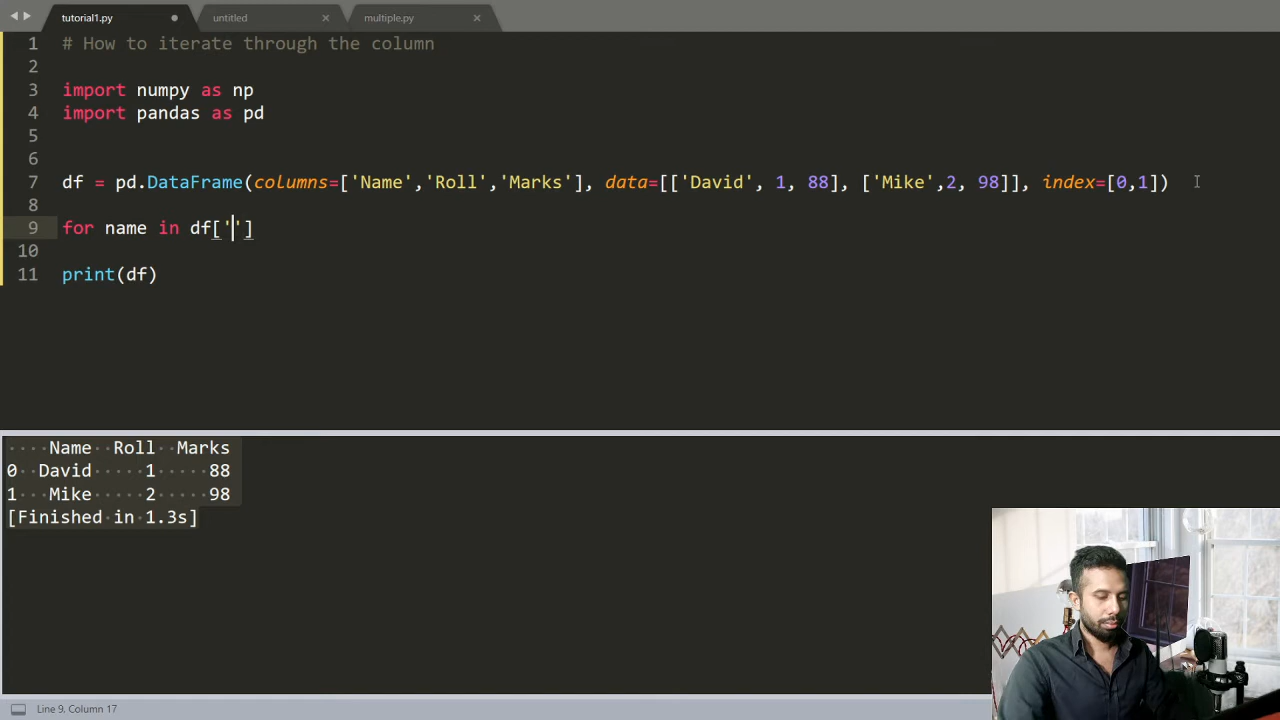 tutorial1.py untitled multiple.py
1 # How to iterate through the column
2
3 import numpy as np
4 import pandas as pd
5
6
7 df = pd.DataFrame(columns=['Name','Roll','Marks'], data=[['David', 1, 88], ['Mike',2, 98]], index=[0,1])
8
9 for name in df['']
10
11 print(df)
Name Roll Marks
0 David 1 88
1 Mike 2 98
[Finished in 1.3s]
Line 9, Column 17